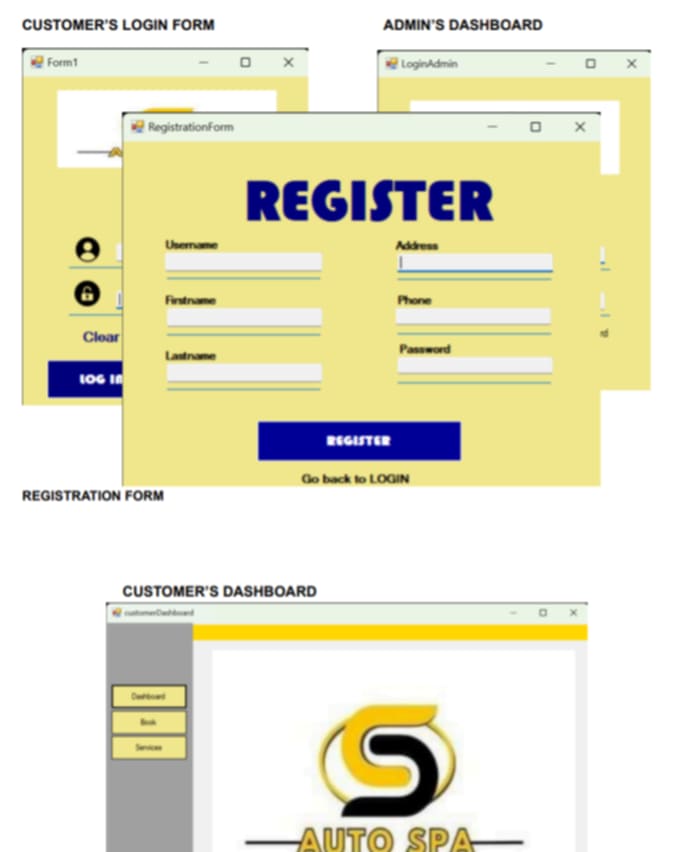 CUSTOMER'S LOGIN FORM
ADMIN'S DASHBOARD
Form1
LoginAdmin
RegistrationForm
REGISTER
Username
Address
Firstname
Phone
Lastname
Password
Clear
LOG IN
REGISTER
Go back to LOGIN
REGISTRATION FORM
CUSTOMER'S DASHBOARD
customerDashboard
Dashboard
Book
Services
AUTO SPA